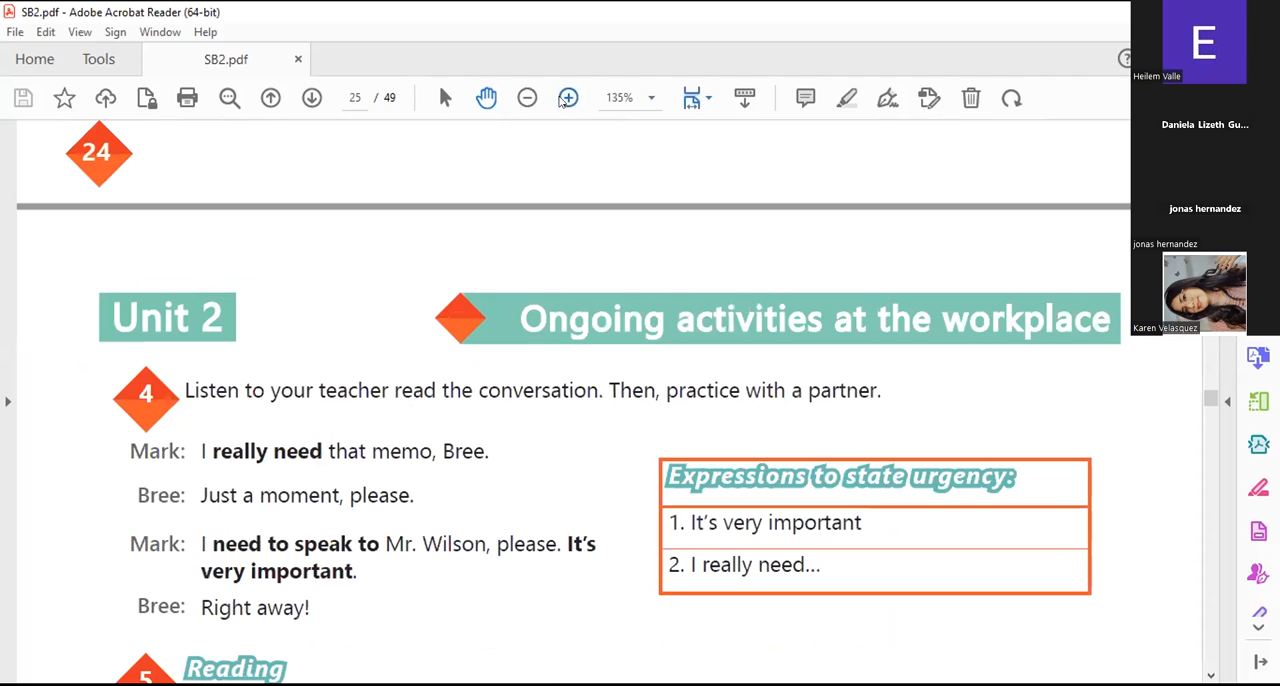 SB2.pdf - Adobe Acrobat Reader (64-bit)
File Edit View Sign Window Help
Home Tools SB2.pdf ×
25 / 49 135%
24
Unit 2 Ongoing activities at the workplace
4 Listen to your teacher read the conversation. Then, practice with a partner.
Mark: I really need that memo, Bree.
Bree: Just a moment, please.
Mark: I need to speak to Mr. Wilson, please. It's
very important.
Bree: Right away!
Expressions to state urgency:
1. It's very important
2. I really need...
5 Reading
E
Heilem Valle
Daniela Lizeth Gu...
jonas hernandez
jonas hernandez
Karen Velasquez